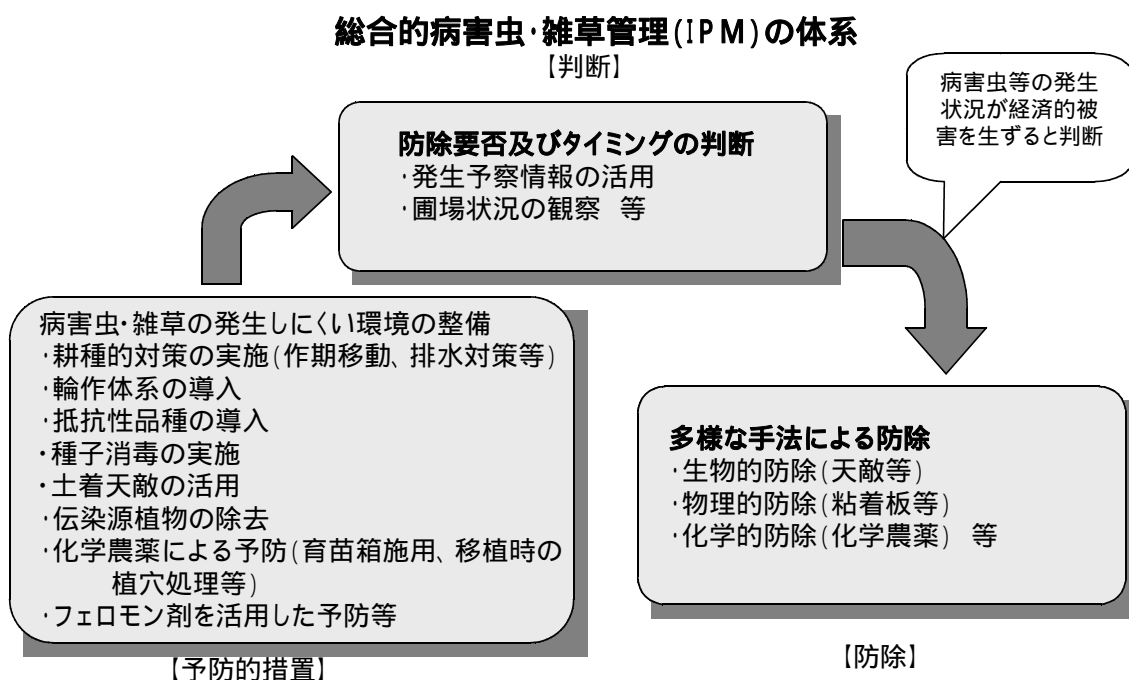 総合的病害虫･雑草管理(IPM)の体系
【判断】
病害虫等の発生
状況が経済的被
害を生ずると判断
防除要否及びタイミングの判断
･発生予察情報の活用
･圃場状況の観察　等
病害虫･雑草の発生しにくい環境の整備
･耕種的対策の実施(作期移動、排水対策等)
･輪作体系の導入
･抵抗性品種の導入
･種子消毒の実施
･土着天敵の活用
･伝染源植物の除去
･化学農薬による予防(育苗箱施用、移植時の
植穴処理等)
･フェロモン剤を活用した予防等
【予防的措置】
多様な手法による防除
･生物的防除(天敵等)
･物理的防除(粘着板等)
･化学的防除(化学農薬)　等
【防除】